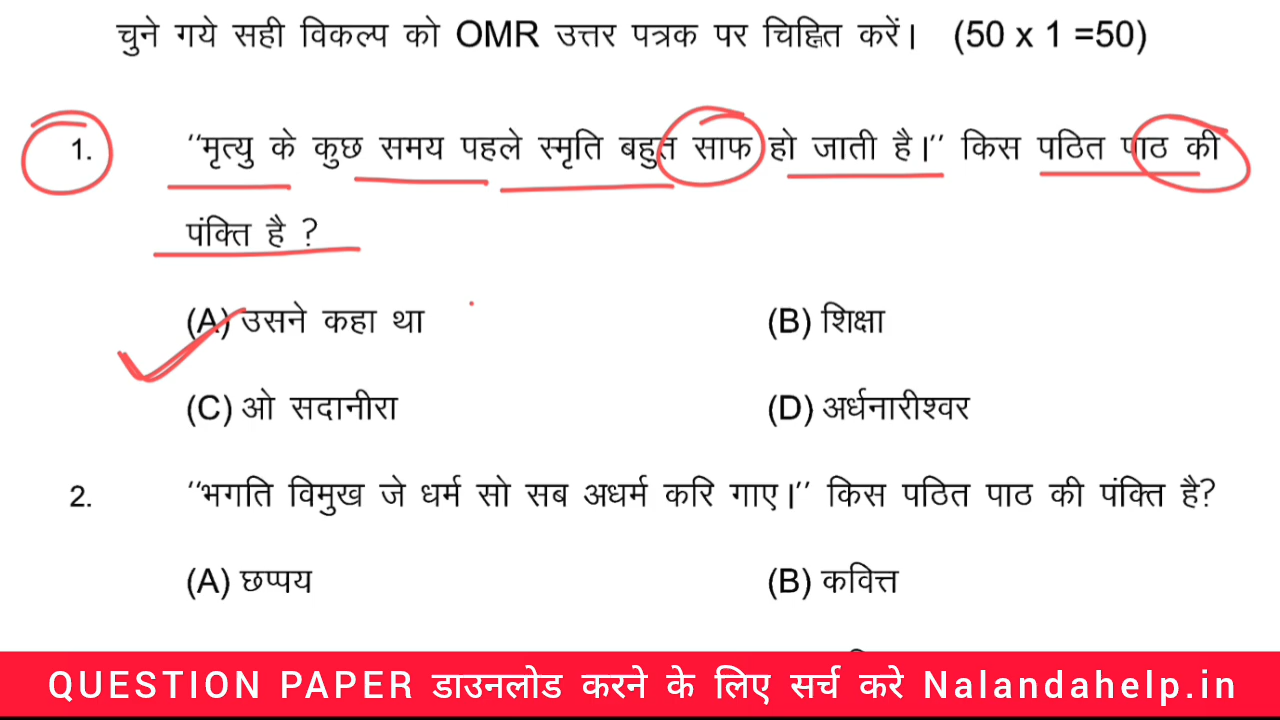 चुने गये सही विकल्प को OMR उत्तर पत्रक पर चिह्नित करें। (50 x 1 =50)
1. ‘‘मृत्यु के कुछ समय पहले स्मृति बहुत साफ हो जाती है।’’ किस पठित पाठ की
पंक्ति है ?
(A) उसने कहा था (B) शिक्षा
(C) ओ सदानीरा (D) अर्धनारीश्वर
2. ‘‘भगति विमुख जे धर्म सो सब अधर्म करि गाए।’’ किस पठित पाठ की पंक्ति है?
(A) छप्पय (B) कवित्त
QUESTION PAPER डाउनलोड करने के लिए सर्च करे Nalandahelp.in